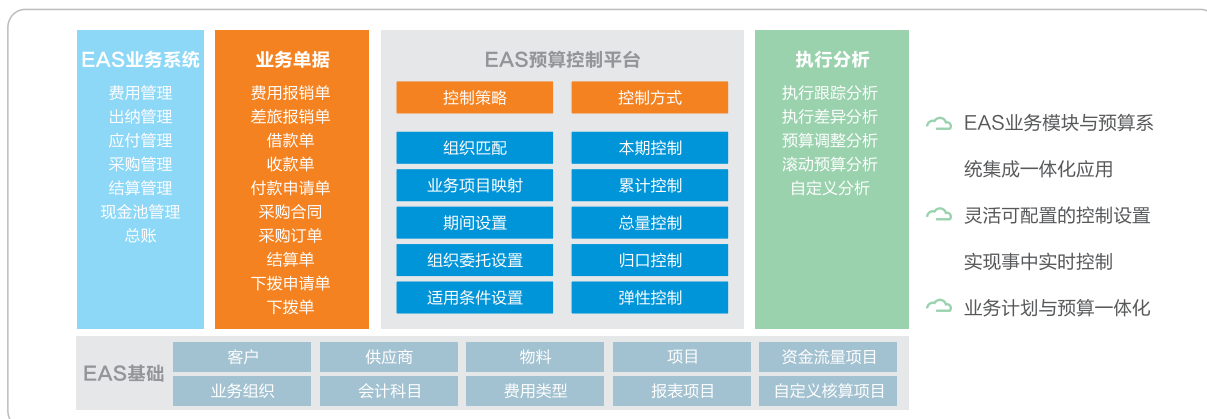 EAS业务系统
费用管理
出纳管理
应付管理
采购管理
结算管理
现金池管理
总账
业务单据
费用报销单
差旅报销单
借款单
收款单
付款申请单
采购合同
采购订单
结算单
下拨申请单
下拨单
EAS预算控制平台
控制策略
组织匹配
业务项目映射
期间设置
组织委托设置
适用条件设置
控制方式
本期控制
累计控制
总量控制
归口控制
弹性控制
执行分析
执行跟踪分析
执行差异分析
预算调整分析
滚动预算分析
自定义分析
EAS业务模块与预算系
统集成一体化应用
灵活可配置的控制设置
实现事中实时控制
业务计划与预算一体化
EAS基础
客户
供应商
物料
项目
资金流量项目
业务组织
会计科目
费用类型
报表项目
自定义核算项目